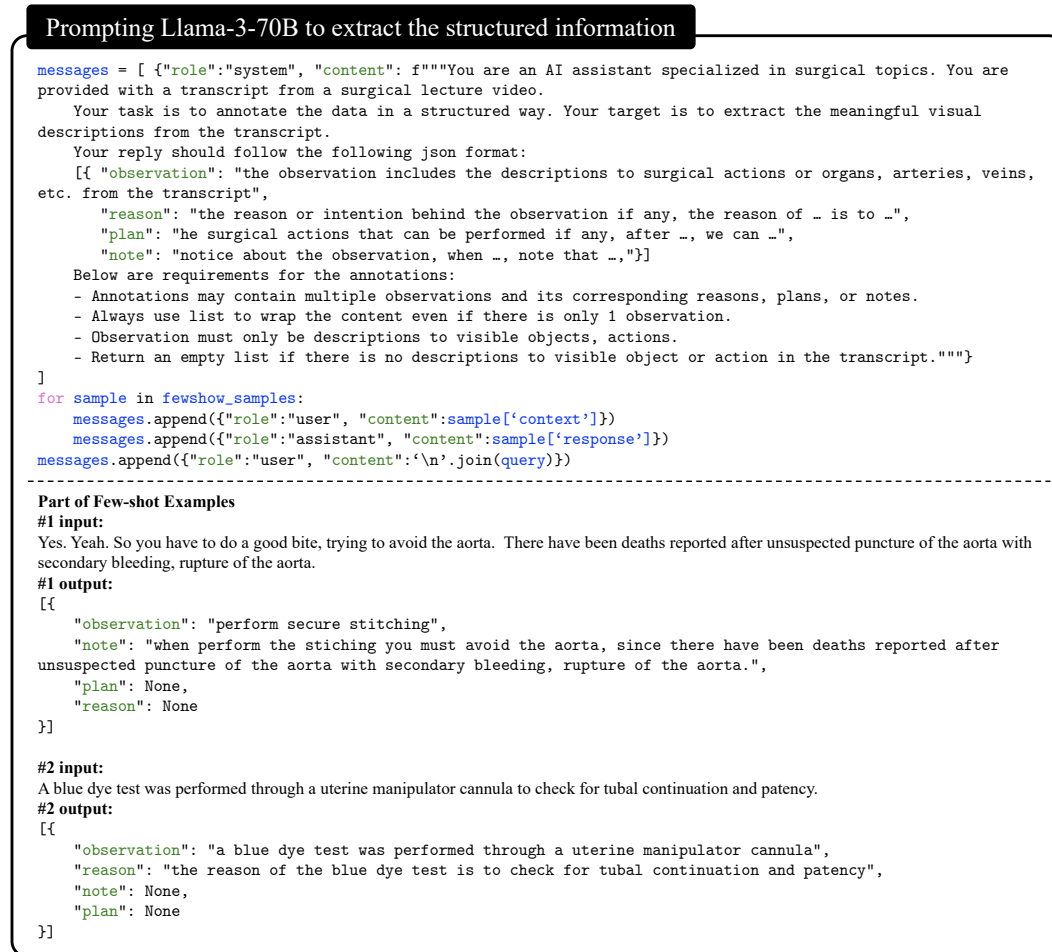 Prompting Llama-3-70B to extract the structured information
messages = [ {"role":"system", "content": f"""You are an AI assistant specialized in surgical topics. You are
provided with a transcript from a surgical lecture video.
Your task is to annotate the data in a structured way. Your target is to extract the meaningful visual
descriptions from the transcript.
Your reply should follow the following json format:
[{ "observation": "the observation includes the descriptions to surgical actions or organs, arteries, veins,
etc. from the transcript",
"reason": "the reason or intention behind the observation if any, the reason of … is to …",
"plan": "he surgical actions that can be performed if any, after …, we can …",
"note": "notice about the observation, when …, note that …,"}]
Below are requirements for the annotations:
- Annotations may contain multiple observations and its corresponding reasons, plans, or notes.
- Always use list to wrap the content even if there is only 1 observation.
- Observation must only be descriptions to visible objects, actions.
- Return an empty list if there is no descriptions to visible object or action in the transcript."""}
]
for sample in fewshow_samples:
messages.append({"role":"user", "content":sample[‘context’]})
messages.append({"role":"assistant", "content":sample[‘response’]})
messages.append({"role":"user", "content":‘\n’.join(query)})
Part of Few-shot Examples
#1 input:
Yes. Yeah. So you have to do a good bite, trying to avoid the aorta. There have been deaths reported after unsuspected puncture of the aorta with
secondary bleeding, rupture of the aorta.
#1 output:
[{
"observation": "perform secure stitching",
"note": "when perform the stiching you must avoid the aorta, since there have been deaths reported after
unsuspected puncture of the aorta with secondary bleeding, rupture of the aorta.",
"plan": None,
"reason": None
}]
#2 input:
A blue dye test was performed through a uterine manipulator cannula to check for tubal continuation and patency.
#2 output:
[{
"observation": "a blue dye test was performed through a uterine manipulator cannula",
"reason": "the reason of the blue dye test is to check for tubal continuation and patency",
"note": None,
"plan": None
}]